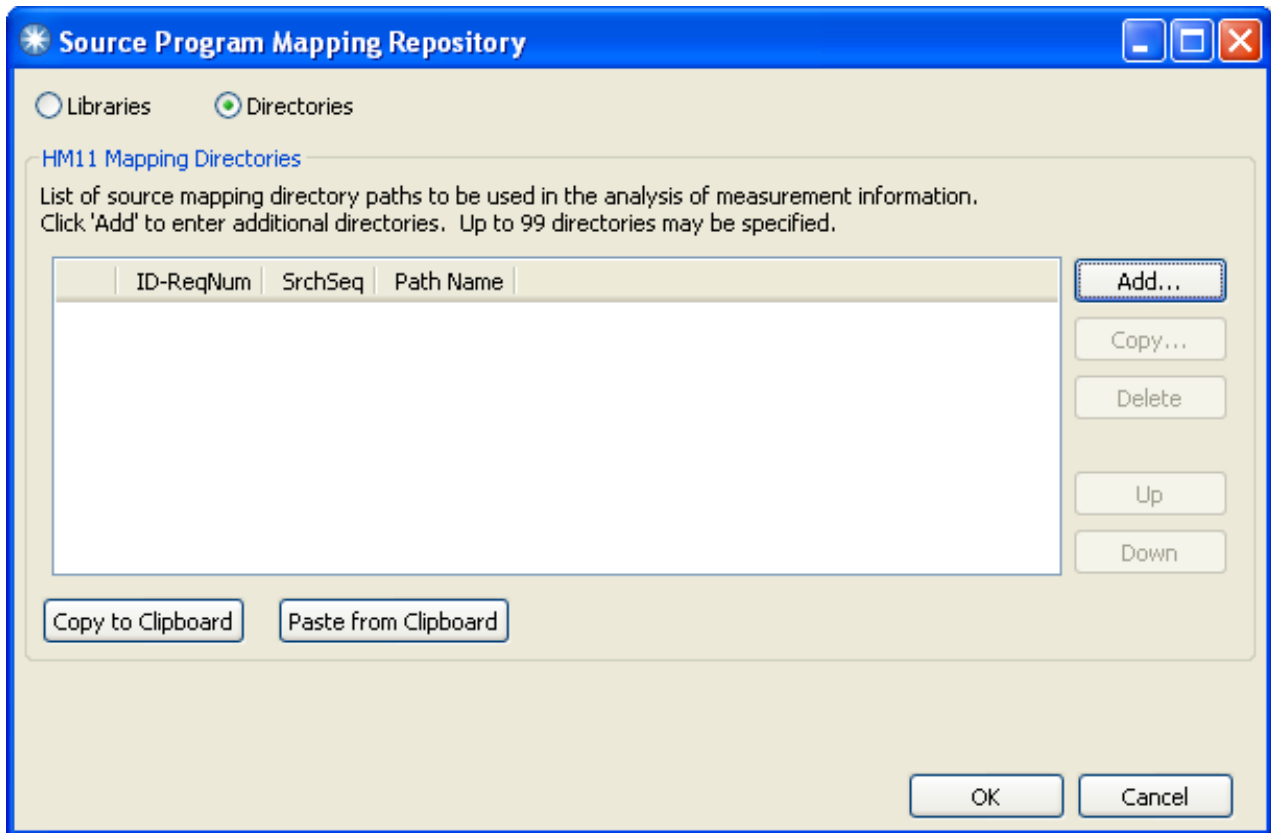 Source Program Mapping Repository
Libraries Directories
HM11 Mapping Directories
List of source mapping directory paths to be used in the analysis of measurement information.
Click 'Add' to enter additional directories.  Up to 99 directories may be specified.
ID-ReqNum SrchSeq Path Name
Add...
Copy...
Delete
Up
Down
Copy to Clipboard Paste from Clipboard
OK Cancel